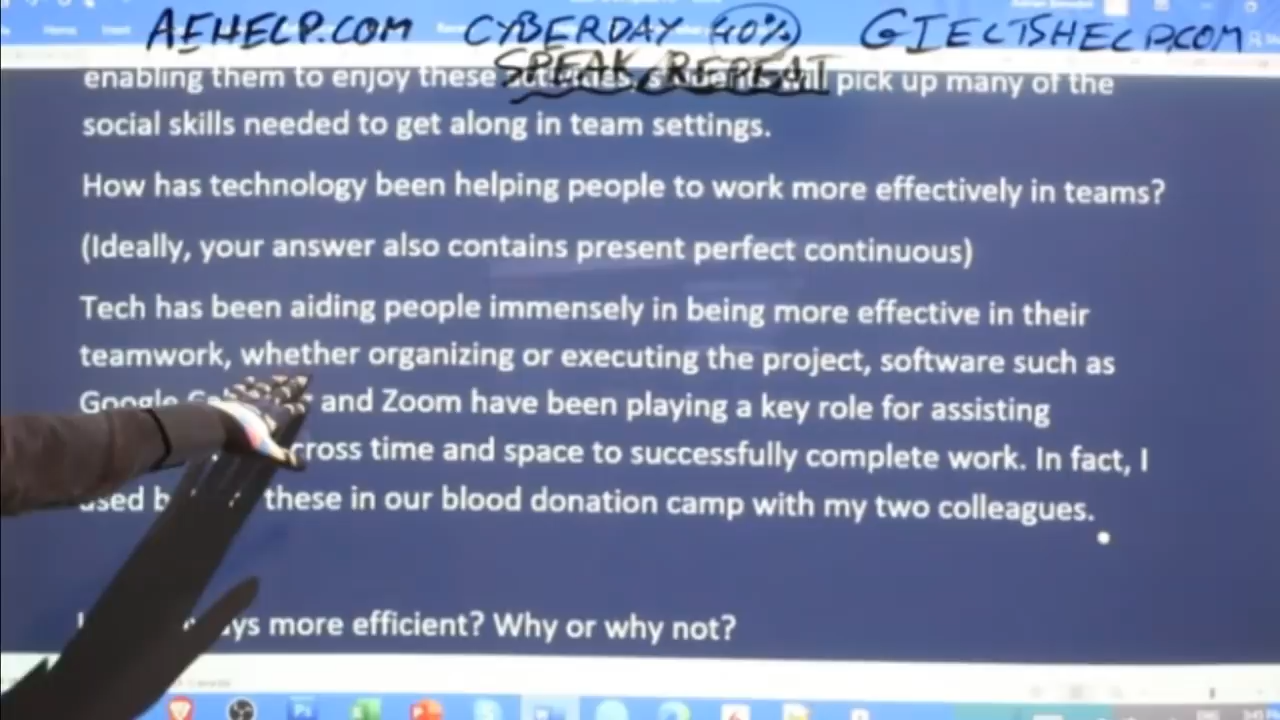 AEHELP.COM CYBERDAY 40% GIELTSHELP.COM
SPEAK, REPEAT
enabling them to enjoy these pick up many of the
social skills needed to get along in team settings.
How has technology been helping people to work more effectively in teams?
(Ideally, your answer also contains present perfect continuous)
Tech has been aiding people immensely in being more effective in their
teamwork, whether organizing or executing the project, software such as
Google and Zoom have been playing a key role for assisting
time and space to successfully complete work. In fact, I
these in our blood donation camp with my two colleagues.
more efficient? Why or why not?